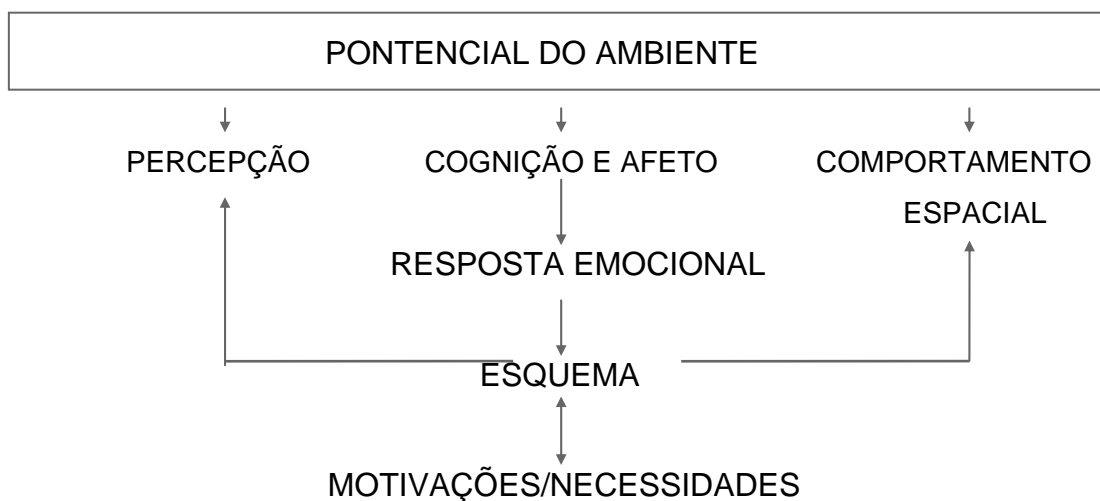 PONTENCIAL DO AMBIENTE
PERCEPÇÃO
COGNIÇÃO E AFETO
COMPORTAMENTO
ESPACIAL
RESPOSTA EMOCIONAL
ESQUEMA
MOTIVAÇÕES/NECESSIDADES